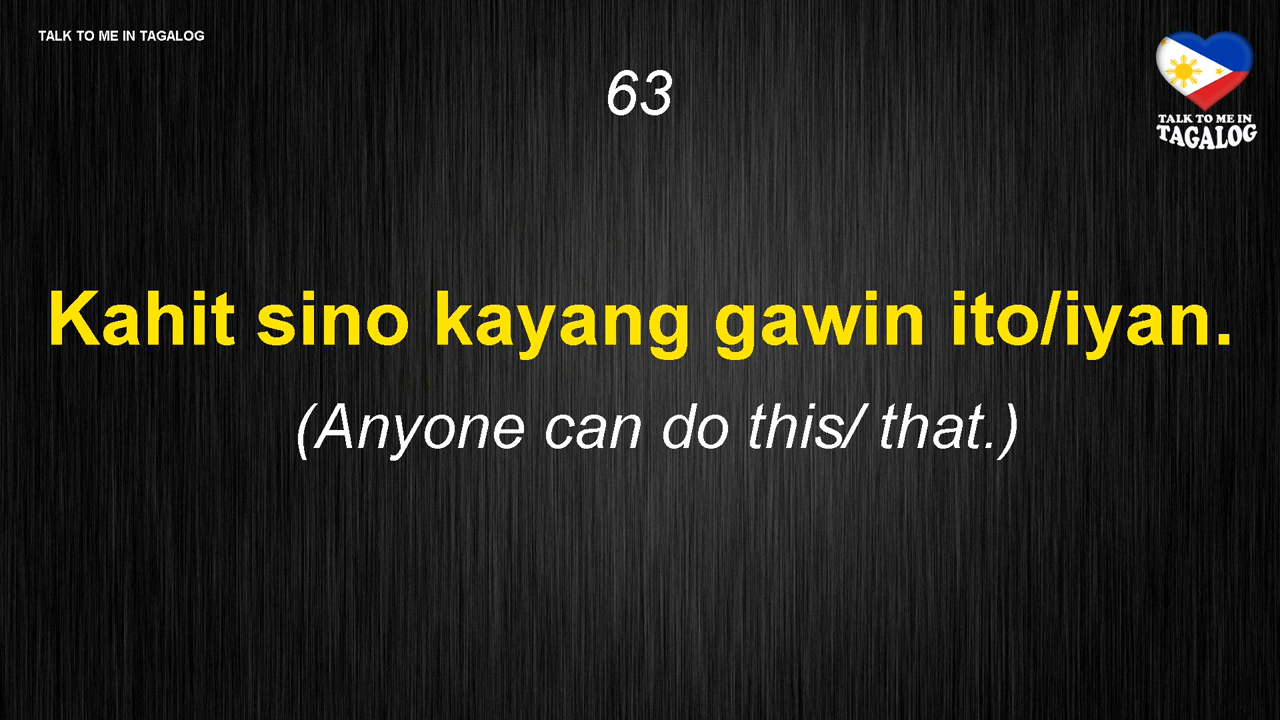 TALK TO ME IN TAGALOG
63
TALK TO ME IN
TAGALOG
Kahit sino kayang gawin ito/iyan.
(Anyone can do this/ that.)